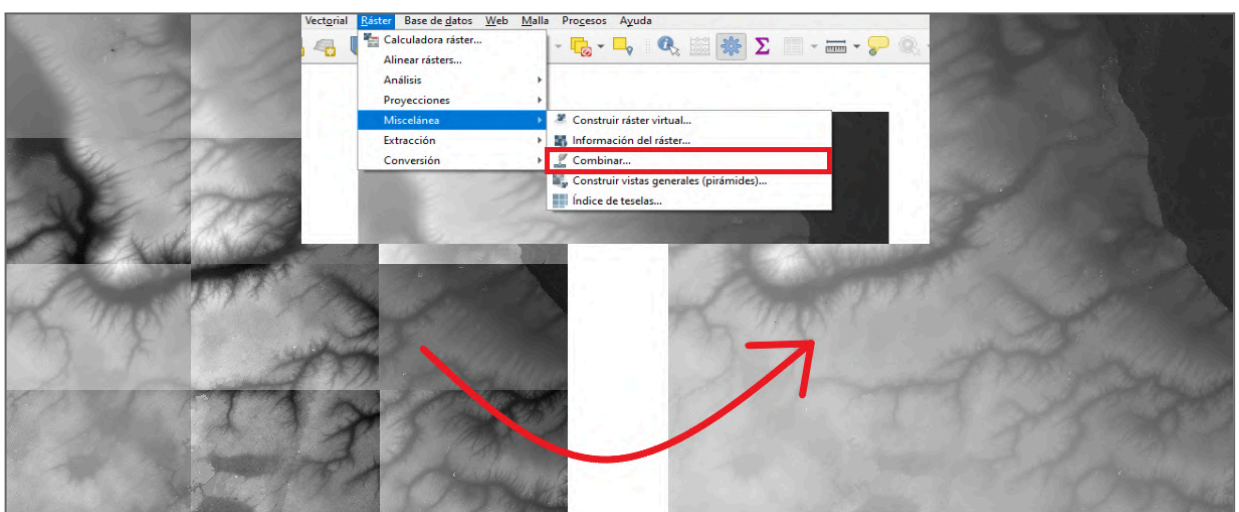 Vectorial Ráster Base de datos Web Malla Procesos Ayuda
Calculadora ráster...
Alinear rásters...
Análisis
Proyecciones
Miscelánea
Extracción
Conversión
Construir ráster virtual...
Información del ráster...
Combinar...
Construir vistas generales (pirámides)...
Índice de teselas...